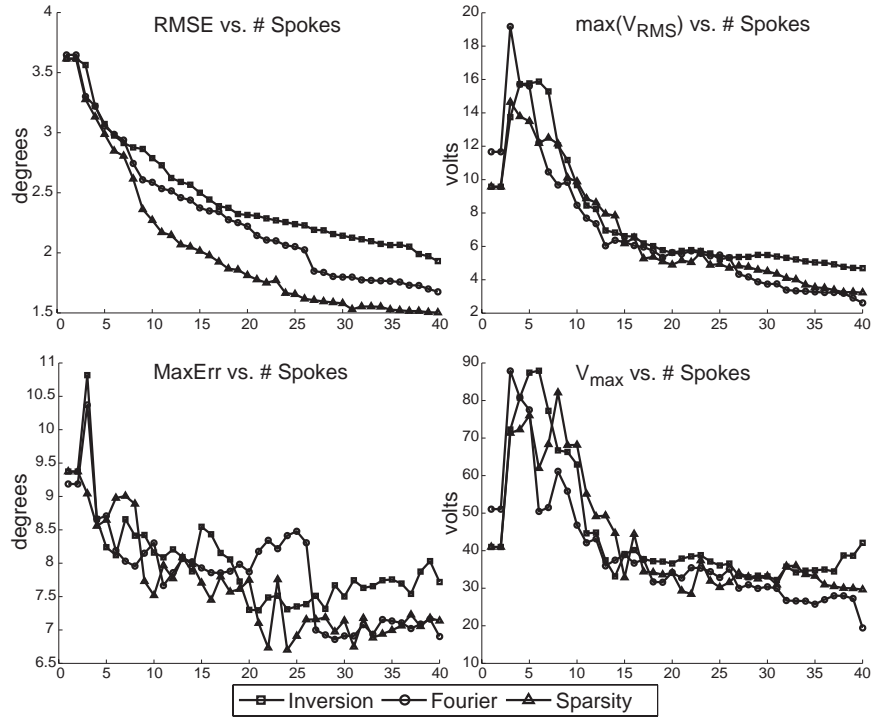 RMSE vs. # Spokes
4
3.5
3
2.5
2
1.5
degrees
0 5 10 15 20 25 30 35 40
max(V_RMS) vs. # Spokes
20
18
16
14
12
10
8
6
4
2
volts
0 5 10 15 20 25 30 35 40
MaxErr vs. # Spokes
11
10.5
10
9.5
9
8.5
8
7.5
7
6.5
degrees
0 5 10 15 20 25 30 35 40
V_max vs. # Spokes
90
80
70
60
50
40
30
20
10
volts
0 5 10 15 20 25 30 35 40
Inversion Fourier Sparsity